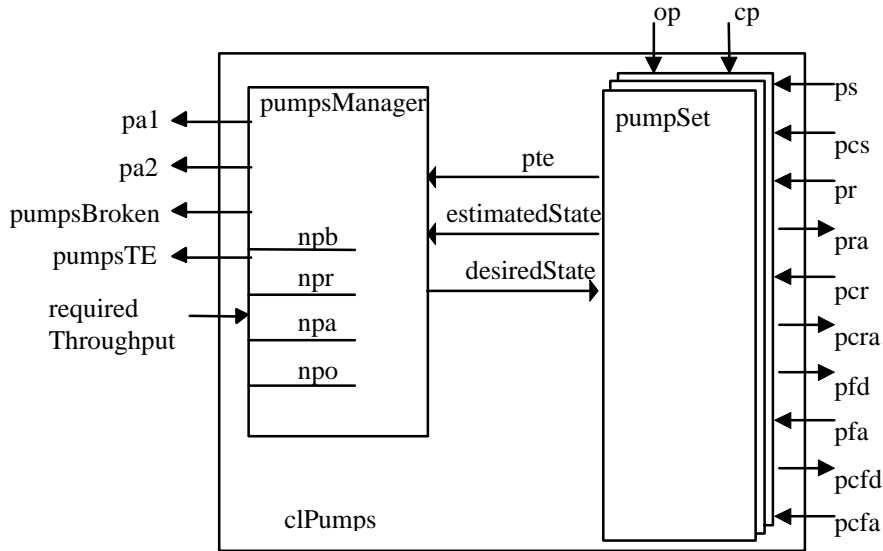 op
cp
pumpsManager
pumpSet
ps
pa1
pcs
pa2
pte
pr
pumpsBroken
estimatedState
pra
npb
pumpsTE
desiredState
pcr
npr
required
Throughput
npa
pcra
npo
pfd
pfa
pcfd
clPumps
pcfa